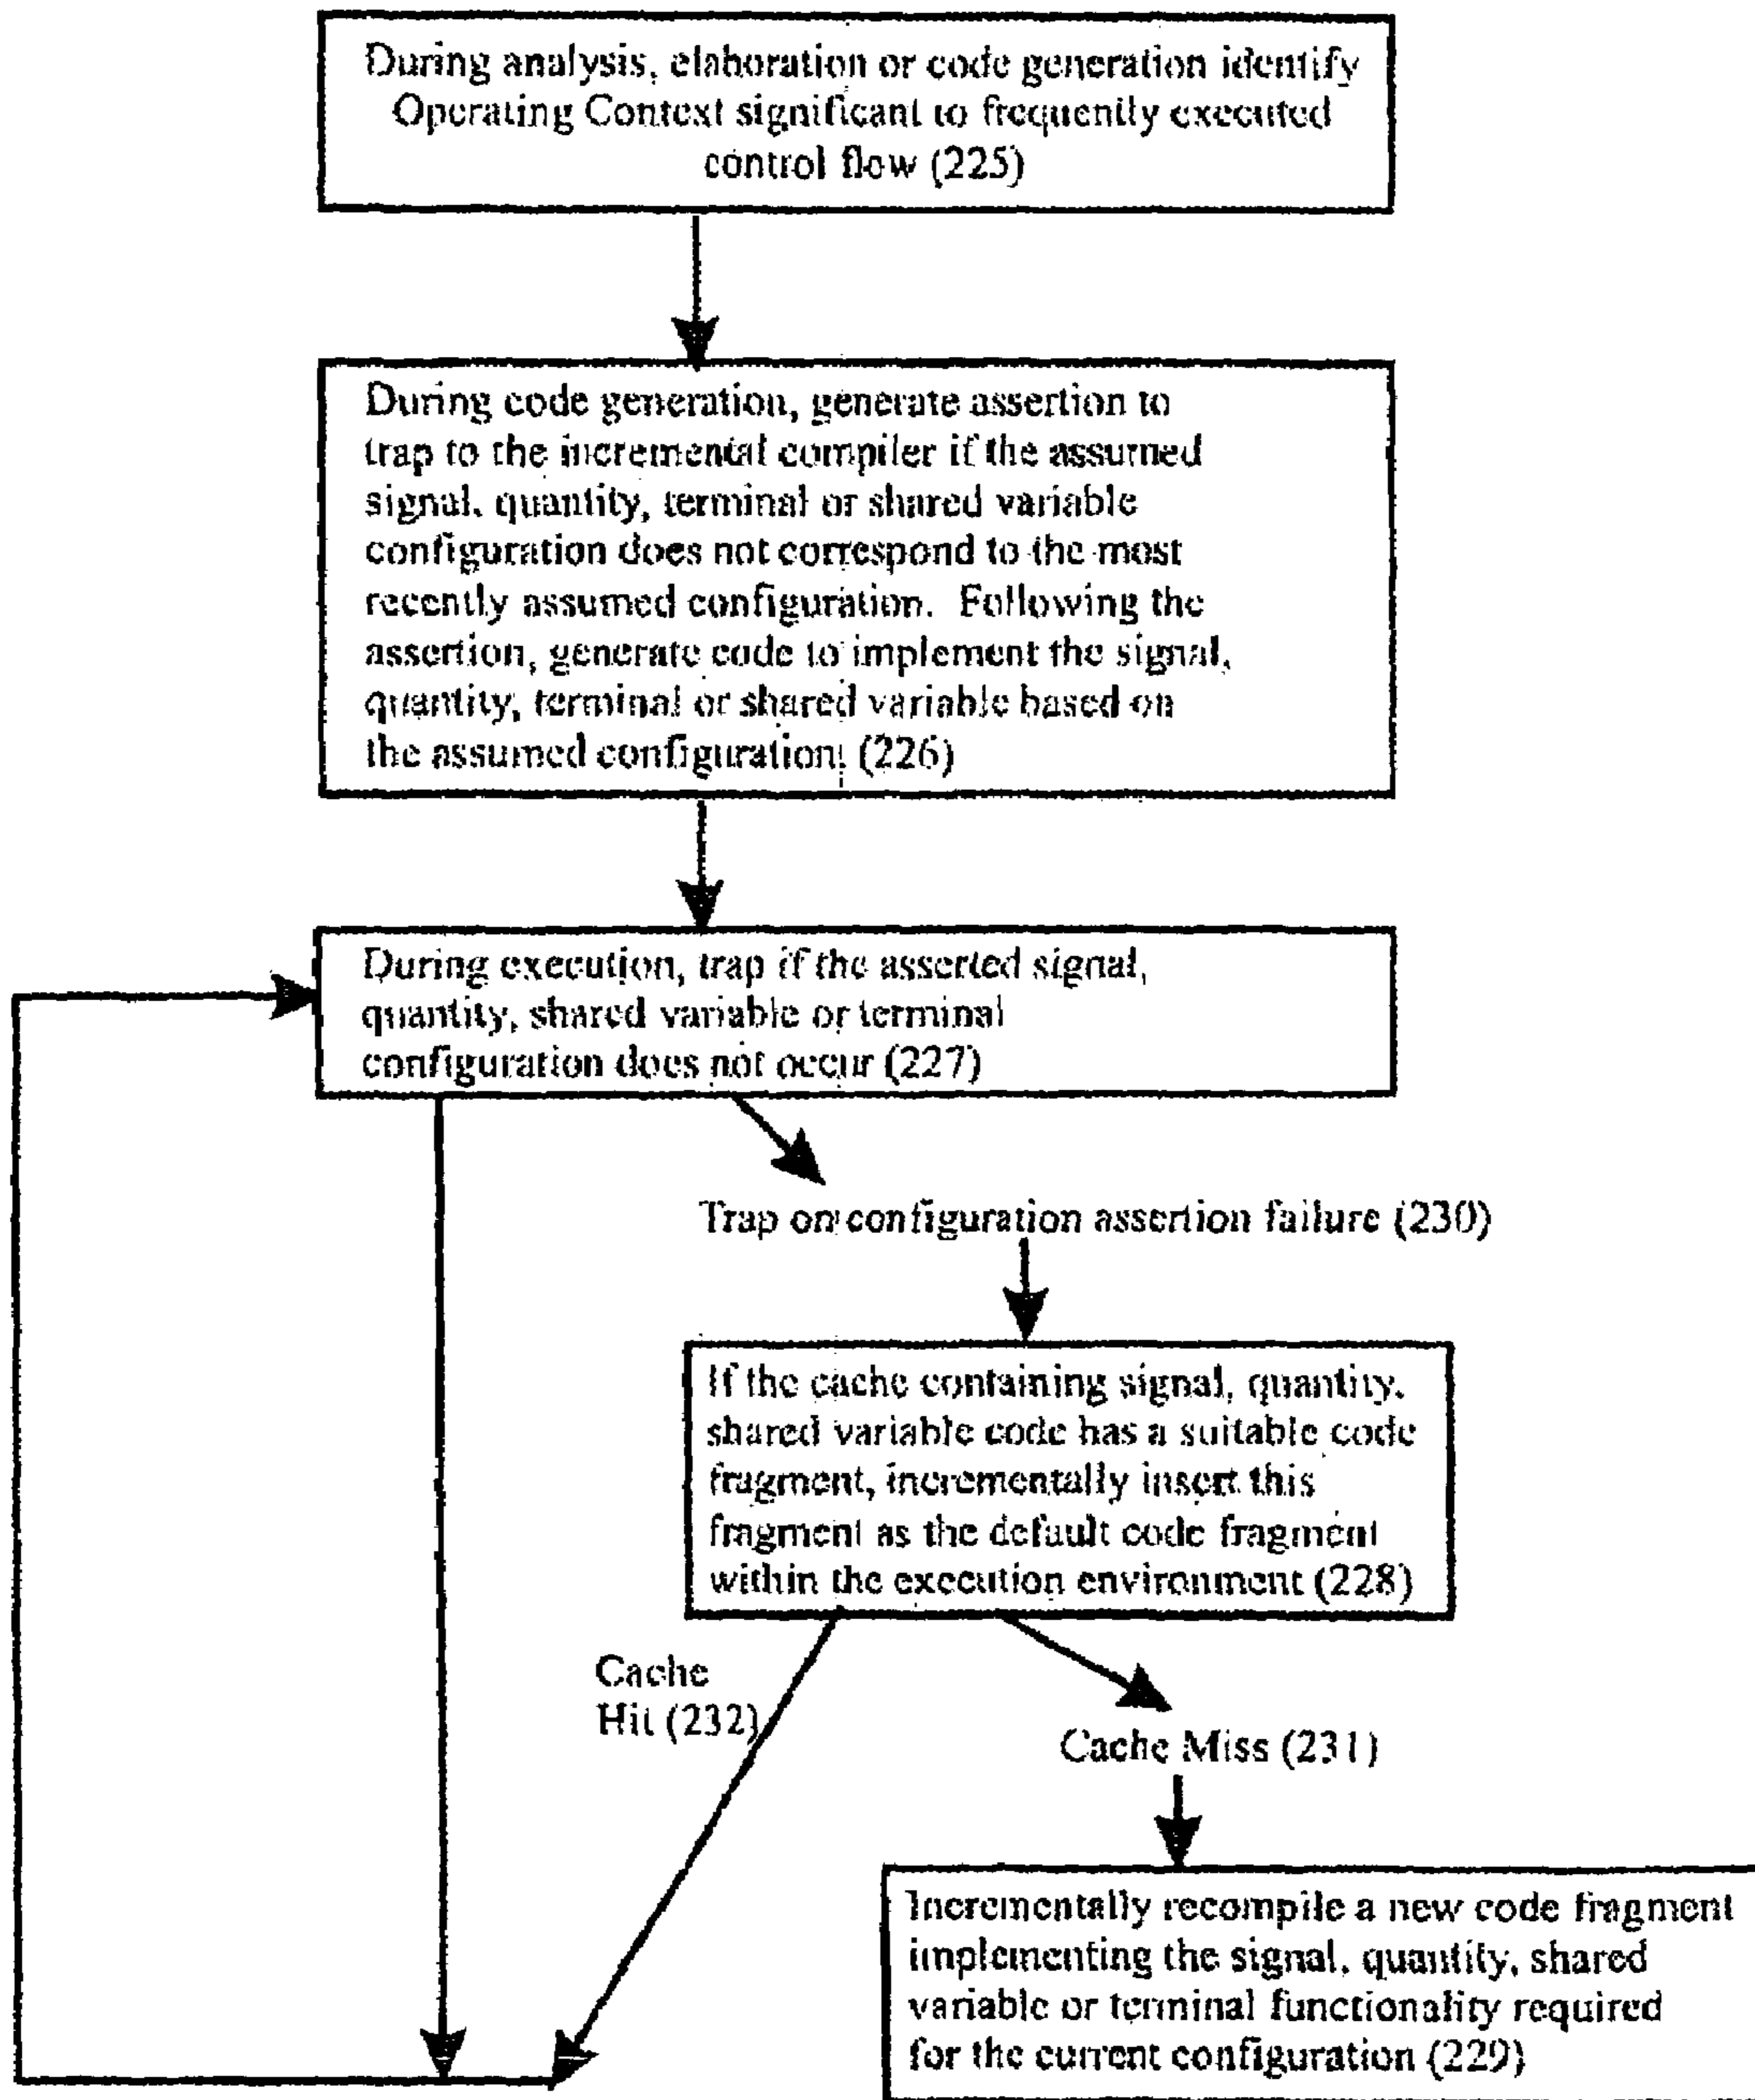 During analysis, elaboration or code generation identify
Operating Context significant to frequently executed
control flow (225)
During code generation, generate assertion to
trap to the incremental compiler if the assumed
signal, quantity, terminal or shared variable
configuration does not correspond to the most
recently assumed configuration. Following the
assertion, generate code to implement the signal,
quantity, terminal or shared variable based on
the assumed configuration. (226)
During execution, trap if the asserted signal,
quantity, shared variable or terminal
configuration does not occur (227)
Trap on configuration assertion failure (230)
If the cache containing signal, quantity,
shared variable code has a suitable code
fragment, incrementally insert this
fragment as the default code fragment
within the execution environment (228)
Cache
Hit (232)
Cache Miss (231)
Incrementally recompile a new code fragment
implementing the signal, quantity, shared
variable or terminal functionality required
for the current configuration (229)